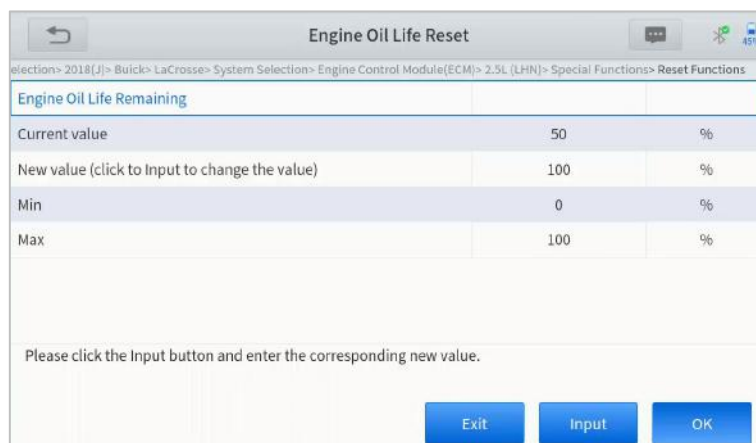 Engine Oil Life Reset
45%
election> 2018(J)> Buick> LaCrosse> System Selection> Engine Control Module(ECM)> 2.5L (LHN)> Special Functions> Reset Functions
Engine Oil Life Remaining
Current value 50 %
New value (click to Input to change the value) 100 %
Min 0 %
Max 100 %
Please click the Input button and enter the corresponding new value.
Exit Input OK